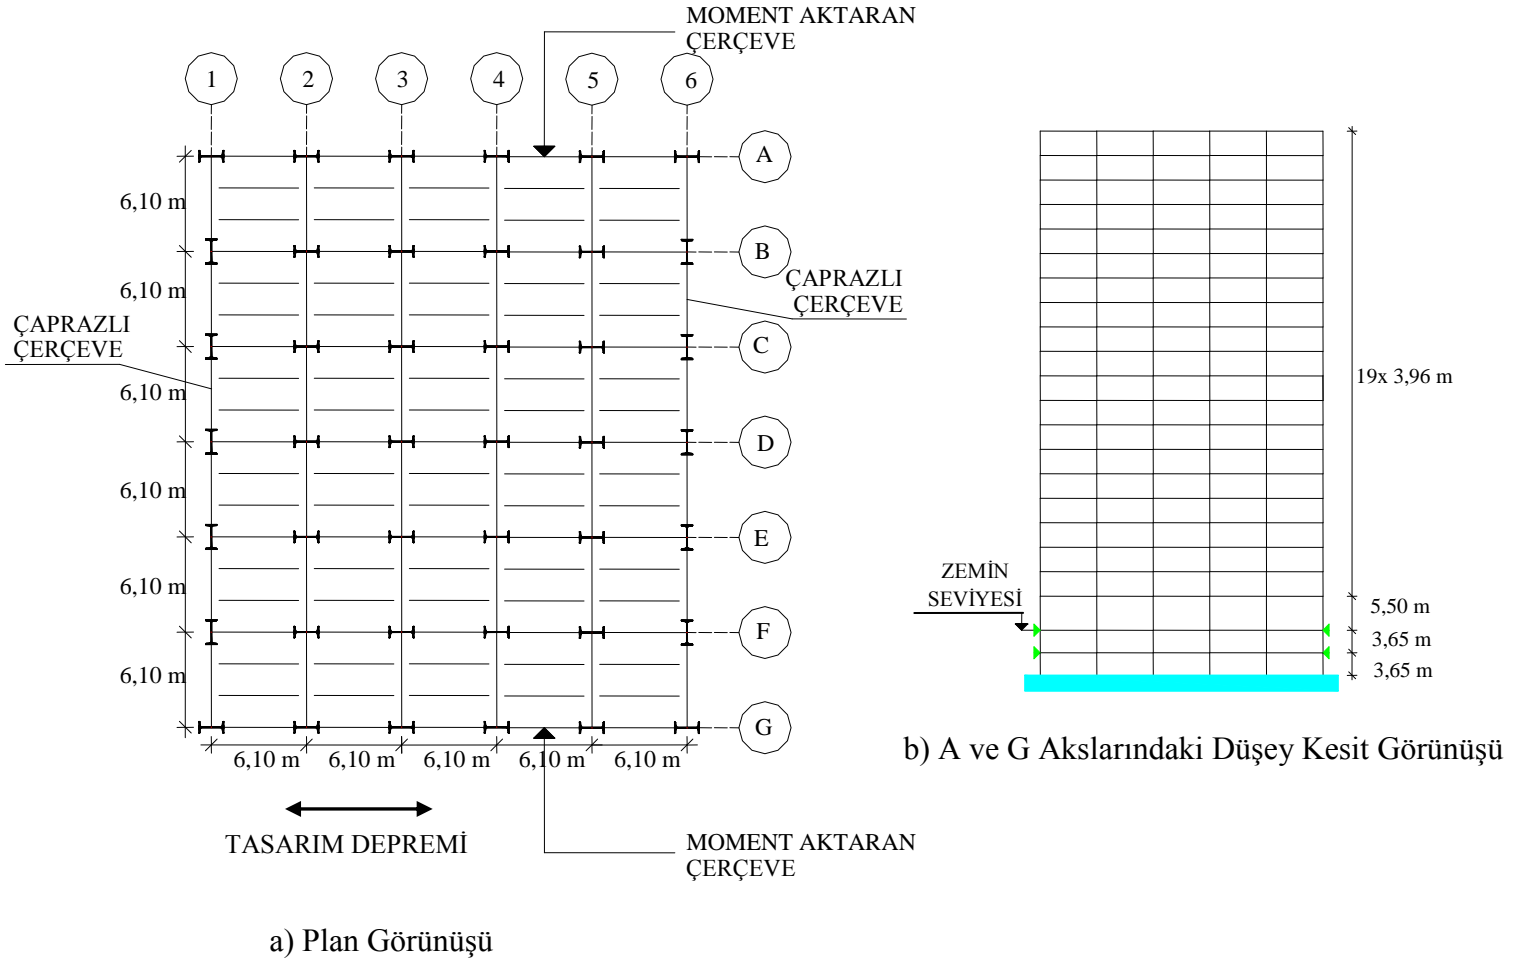 MOMENT AKTARAN
ÇERÇEVE
1
2
3
4
5
6
A
6,10 m
B
ÇAPRAZLI
ÇERÇEVE
6,10 m
ÇAPRAZLI
ÇERÇEVE
C
6,10 m
D
6,10 m
E
6,10 m
F
6,10 m
G
6,10 m
6,10 m
6,10 m
6,10 m
6,10 m
TASARIM DEPREMİ
MOMENT AKTARAN
ÇERÇEVE
a) Plan Görünüşü
19x 3,96 m
ZEMİN
SEVİYESİ
5,50 m
3,65 m
3,65 m
b) A ve G Akslarındaki Düşey Kesit Görünüşü